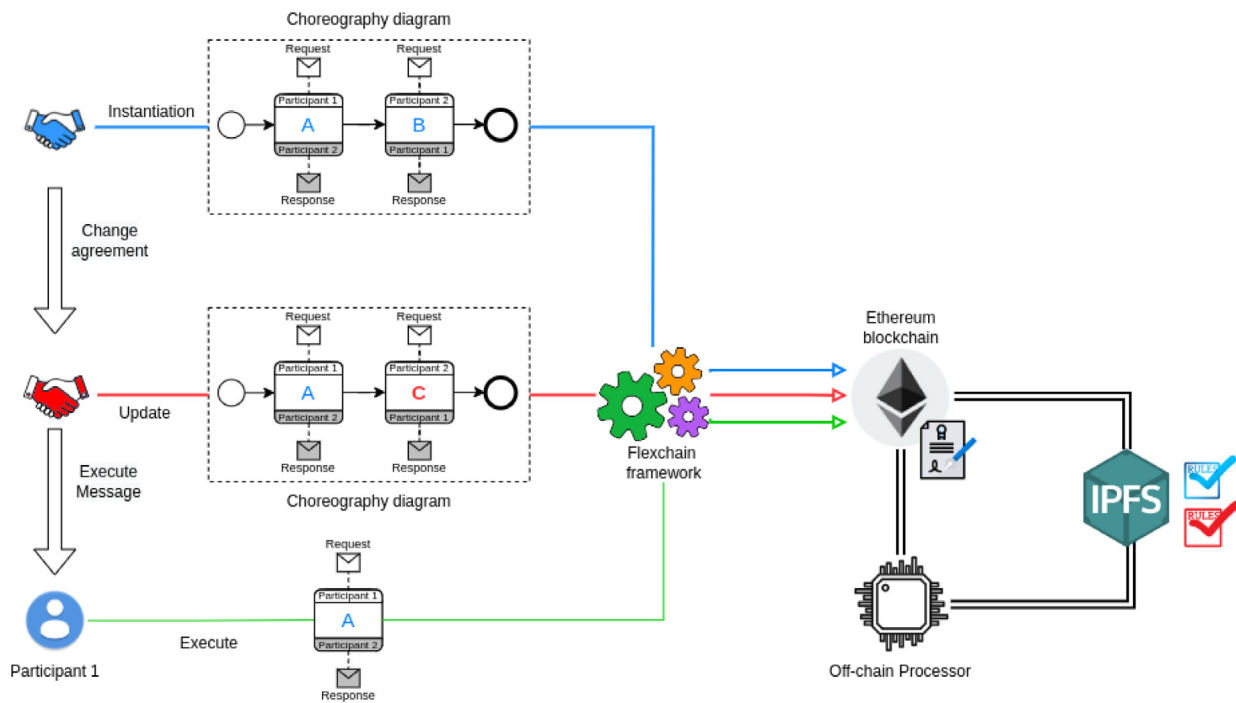 Choreography diagram
Request
Request
Participant 1
Participant 2
Instantiation
A
B
Participant 2
Participant 1
Response
Response
Change
agreement
Request
Request
Ethereum
blockchain
Participant 1
Participant 2
A
C
Update
Participant 2
Participant 1
Response
Response
Flexchain
framework
Execute
Message
Choreography diagram
IPFS
RULES
RULES
Request
Participant 1
A
Execute
Participant 2
Participant 1
Off-chain Processor
Response